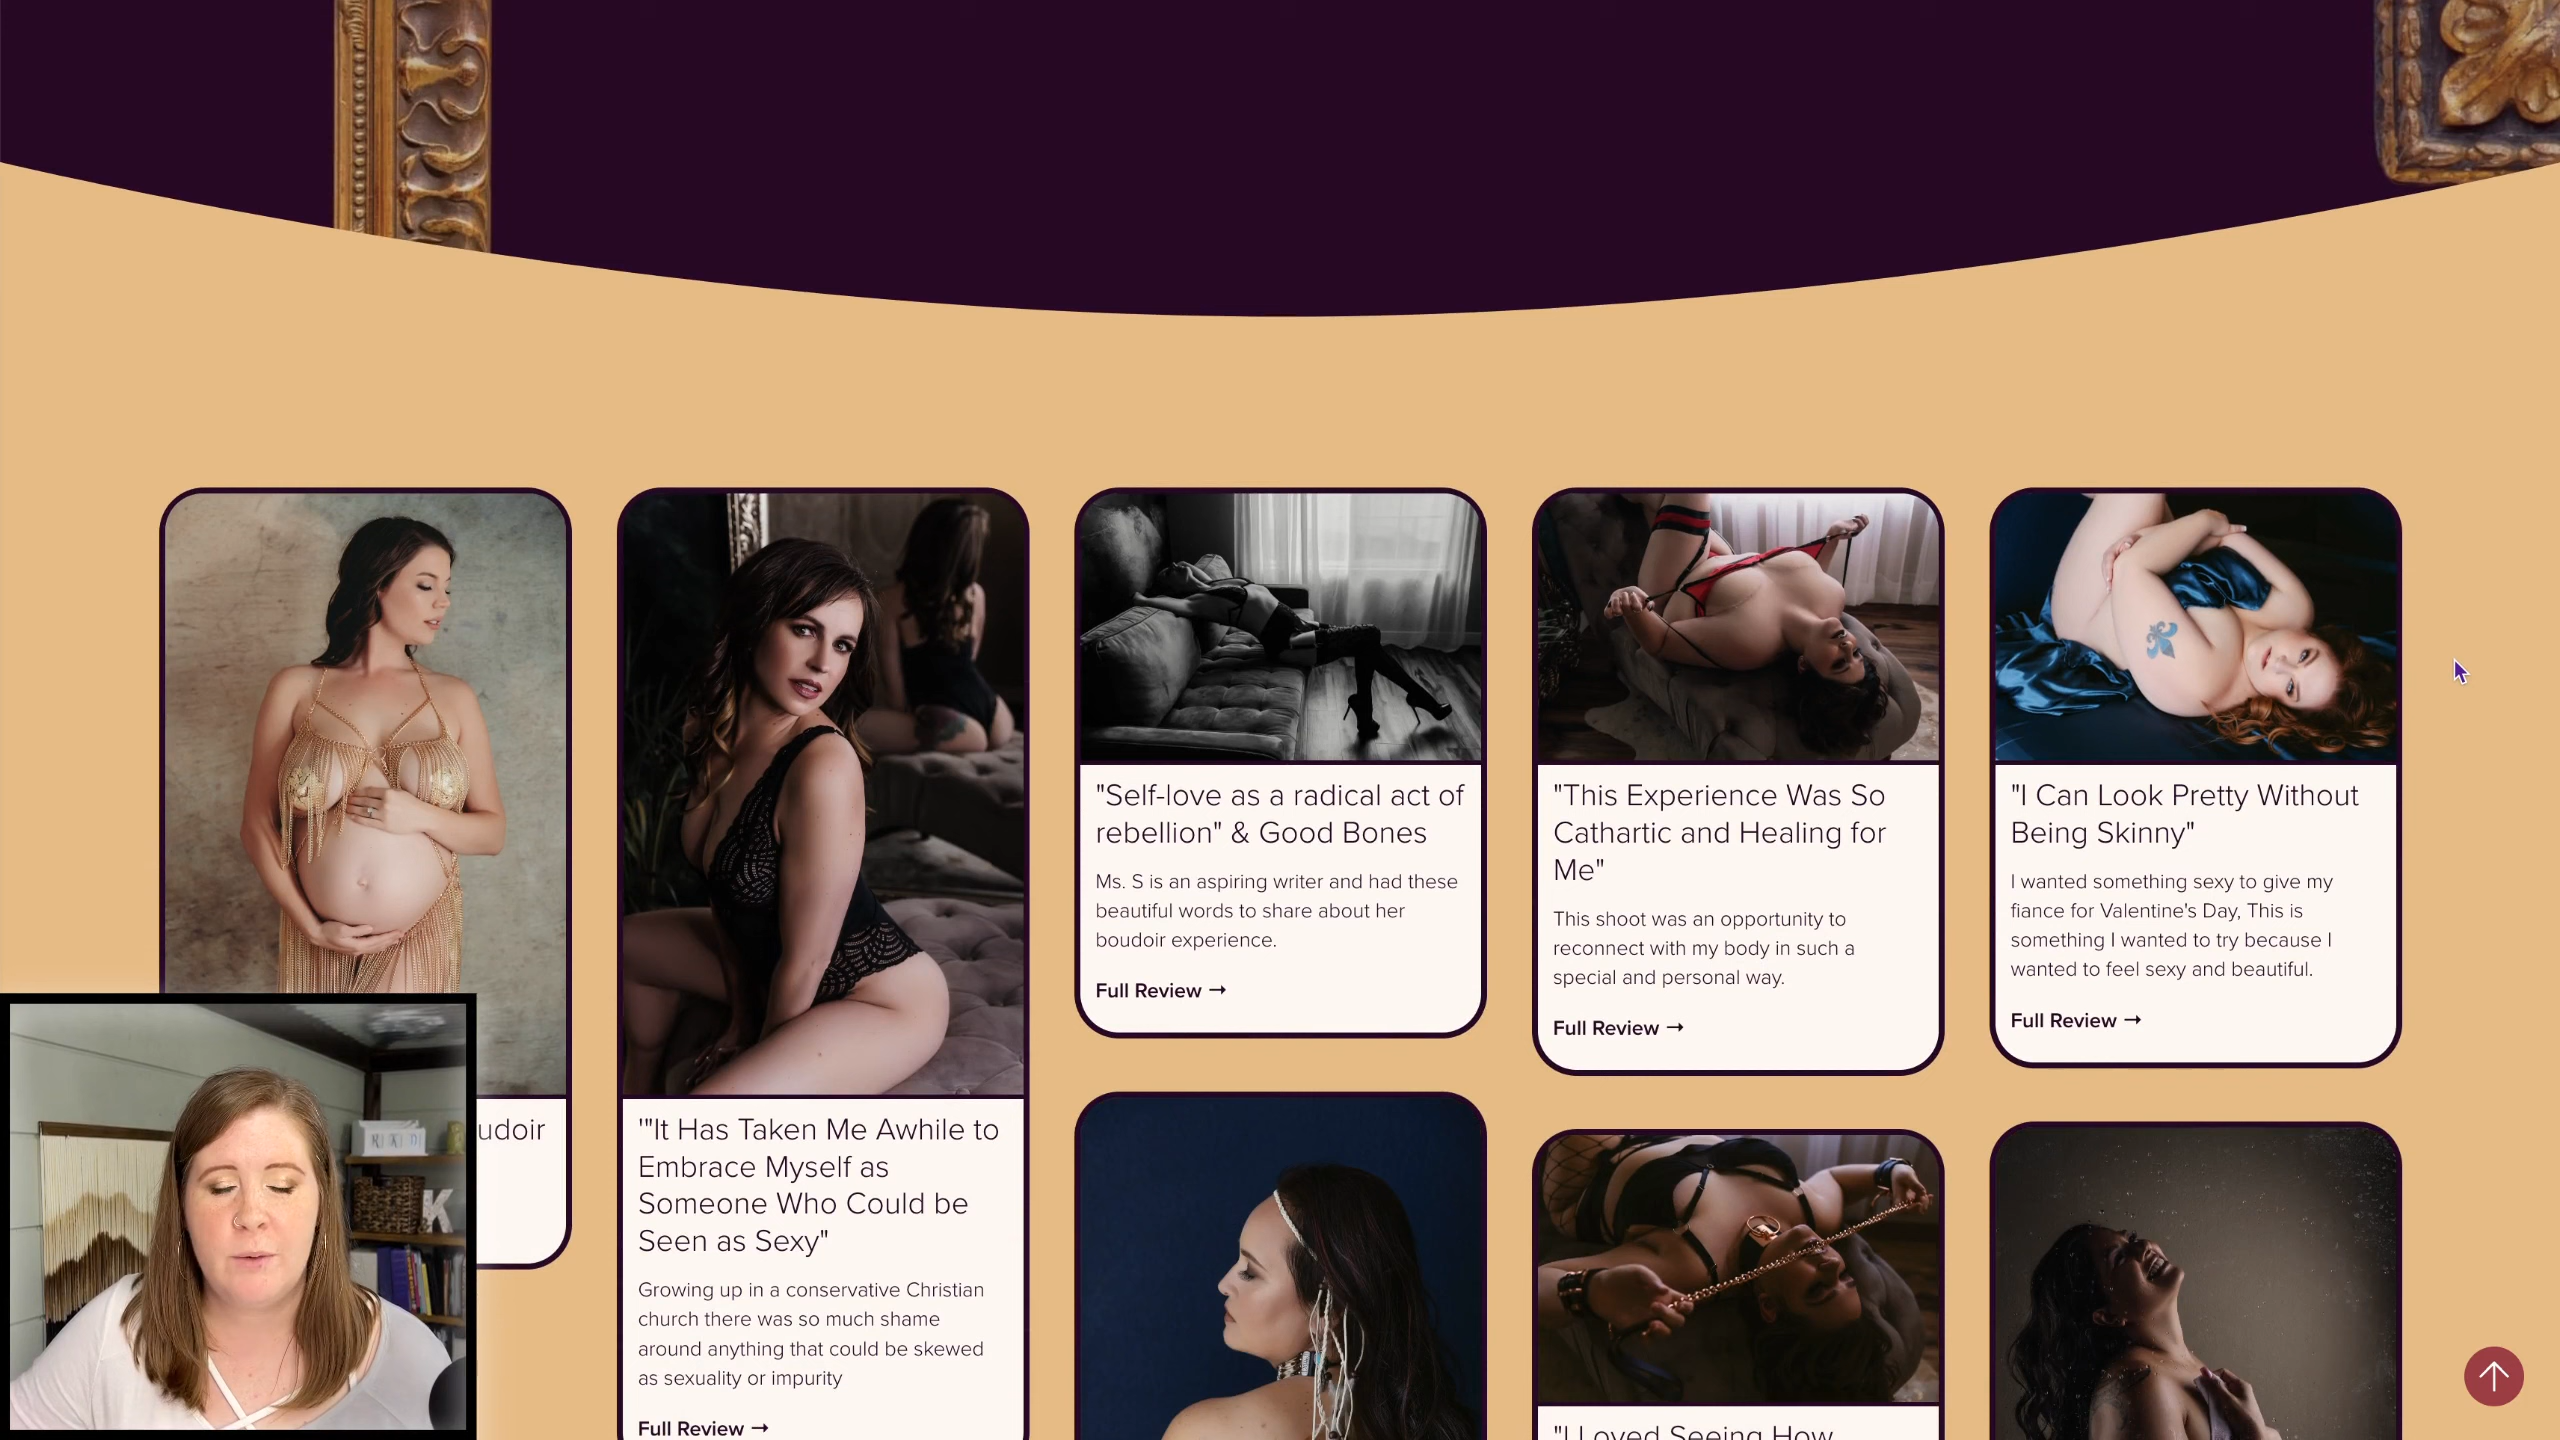 udoir
'"It Has Taken Me Awhile to
Embrace Myself as
Someone Who Could be
Seen as Sexy"
Growing up in a conservative Christian
church there was so much shame
around anything that could be skewed
as sexuality or impurity
Full Review →
"Self-love as a radical act of
rebellion" & Good Bones
Ms. S is an aspiring writer and had these
beautiful words to share about her
boudoir experience.
Full Review →
"This Experience Was So
Cathartic and Healing for
Me"
This shoot was an opportunity to
reconnect with my body in such a
special and personal way.
Full Review →
"I Loved Seeing How
"I Can Look Pretty Without
Being Skinny"
I wanted something sexy to give my
fiance for Valentine's Day, This is
something I wanted to try because I
wanted to feel sexy and beautiful.
Full Review →
K